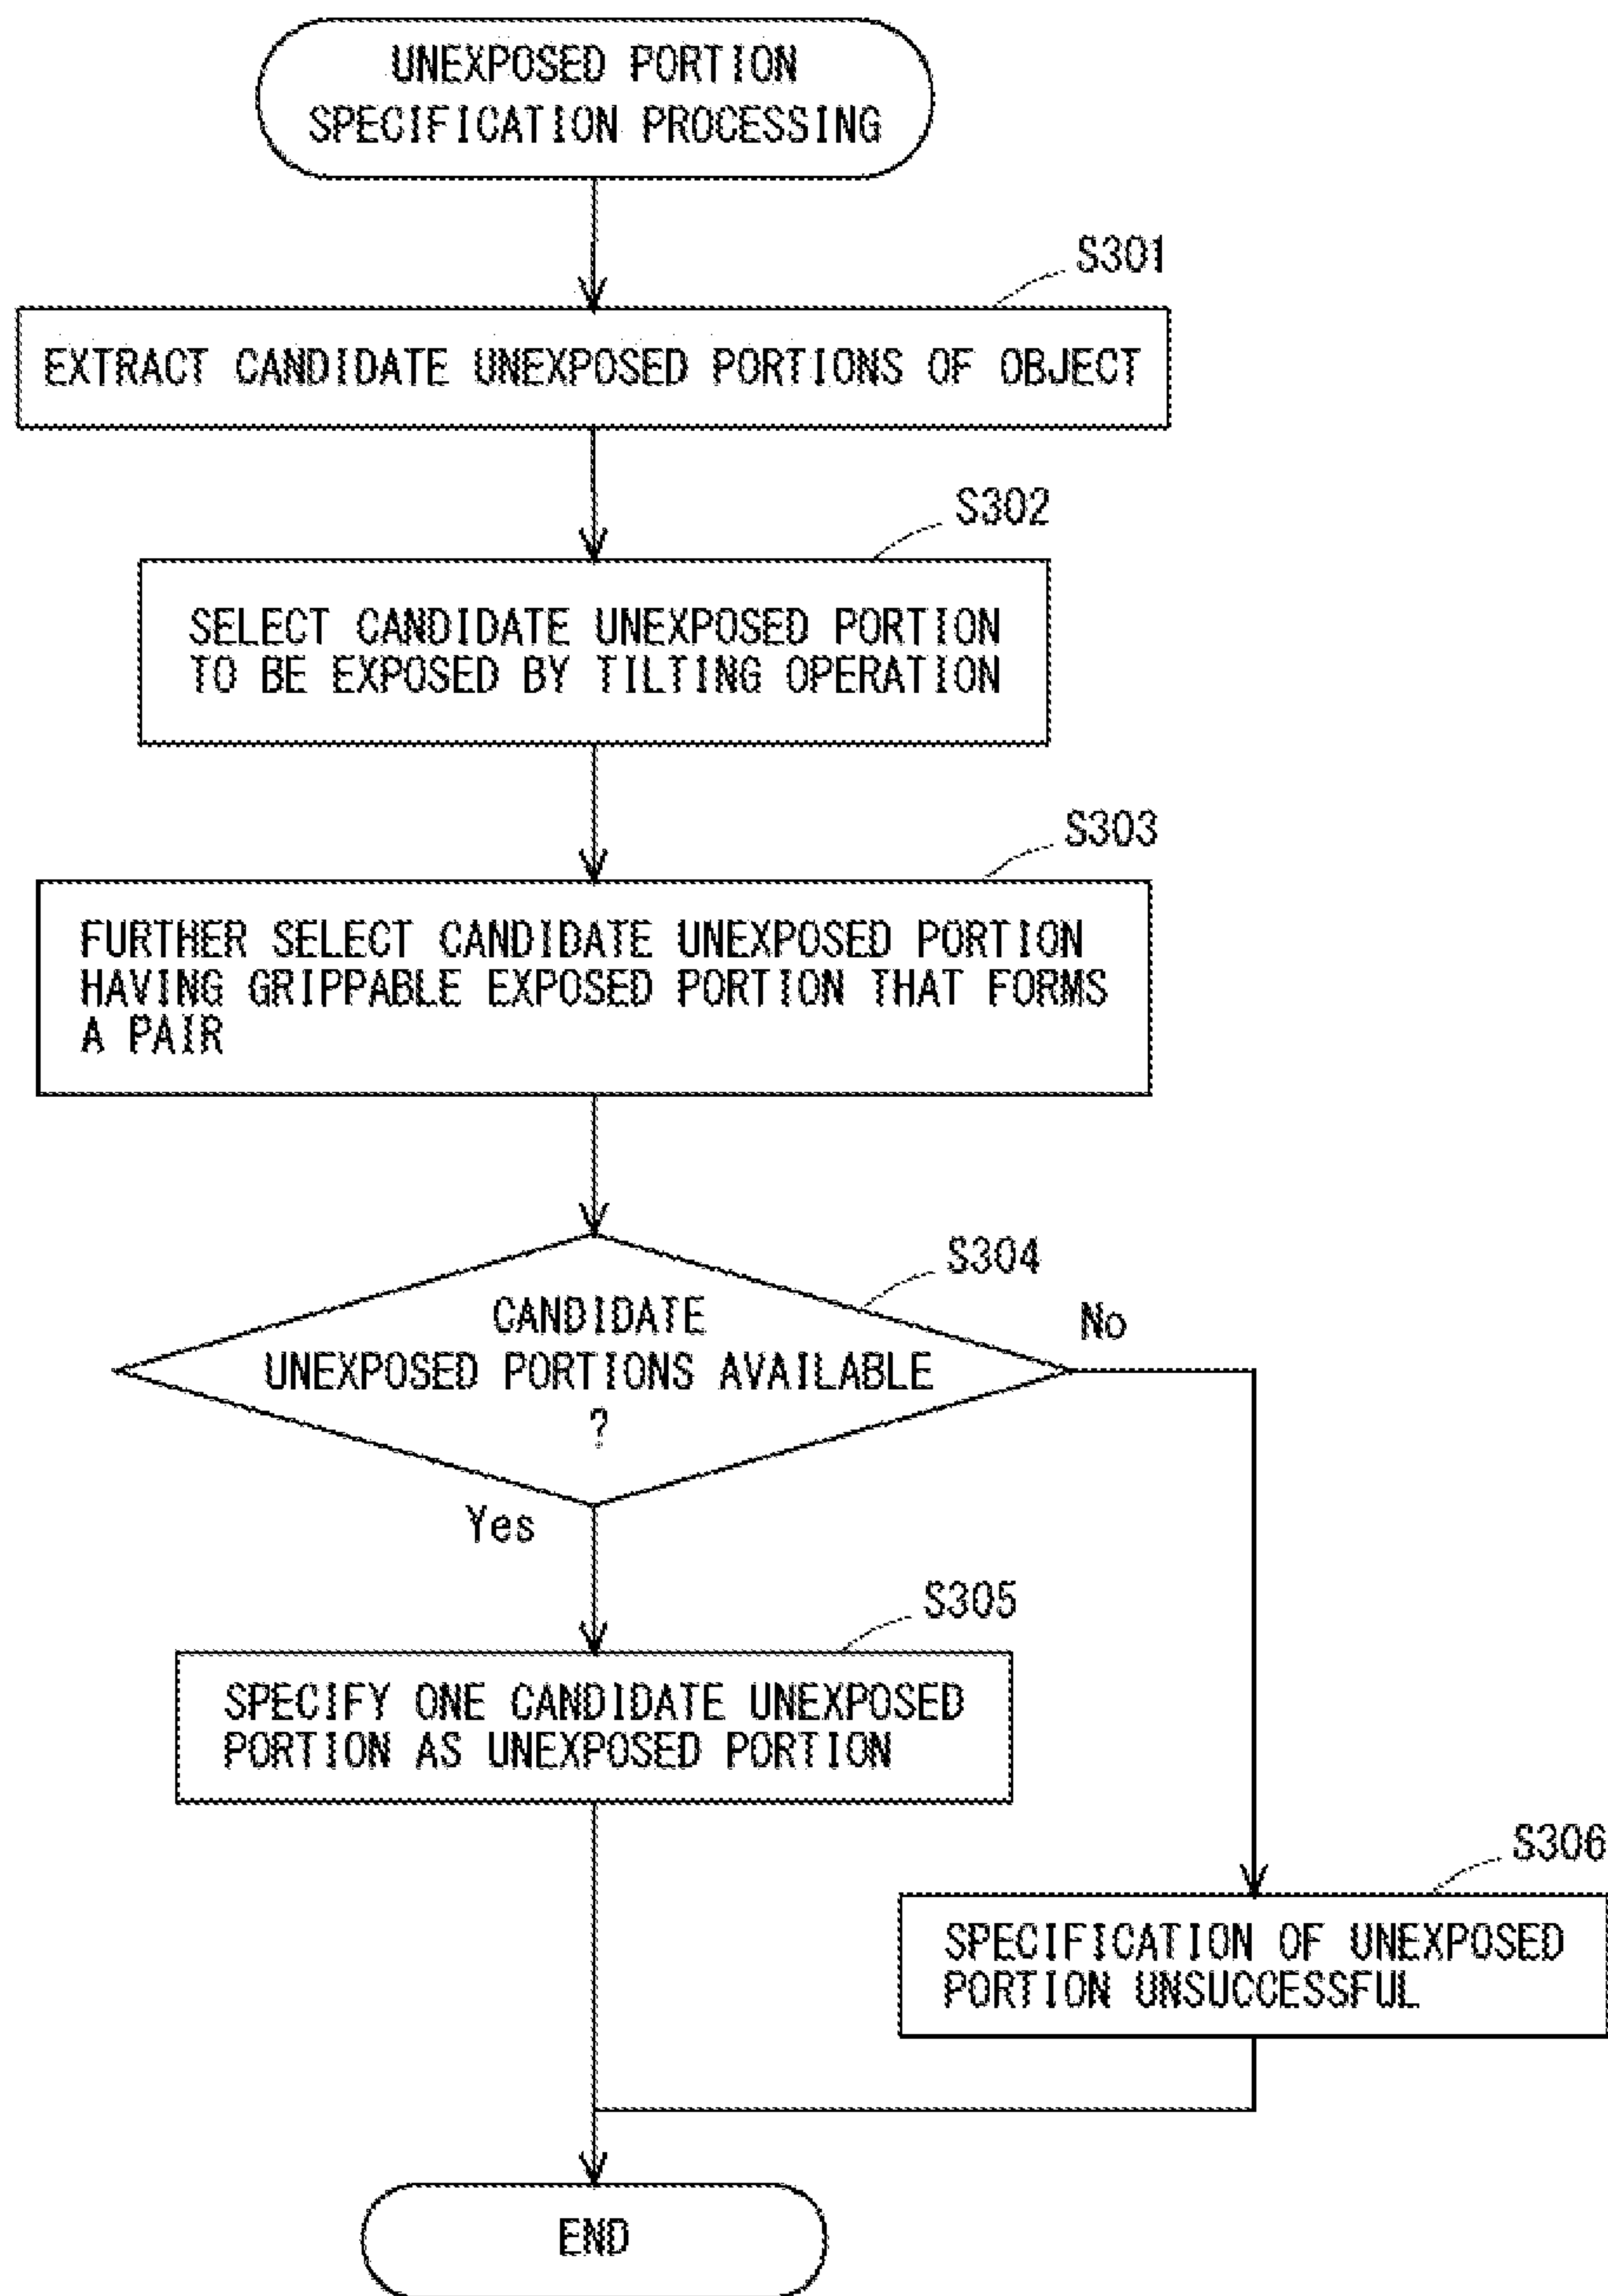 UNEXPOSED PORTION
SPECIFICATION PROCESSING
S301
EXTRACT CANDIDATE UNEXPOSED PORTIONS OF OBJECT
S302
SELECT CANDIDATE UNEXPOSED PORTION
TO BE EXPOSED BY TILTING OPERATION
S303
FURTHER SELECT CANDIDATE UNEXPOSED PORTION
HAVING GRIPPABLE EXPOSED PORTION THAT FORMS
A PAIR
S304
CANDIDATE
UNEXPOSED PORTIONS AVAILABLE
?
No
Yes
S305
SPECIFY ONE CANDIDATE UNEXPOSED
PORTION AS UNEXPOSED PORTION
S306
SPECIFICATION OF UNEXPOSED
PORTION UNSUCCESSFUL
END